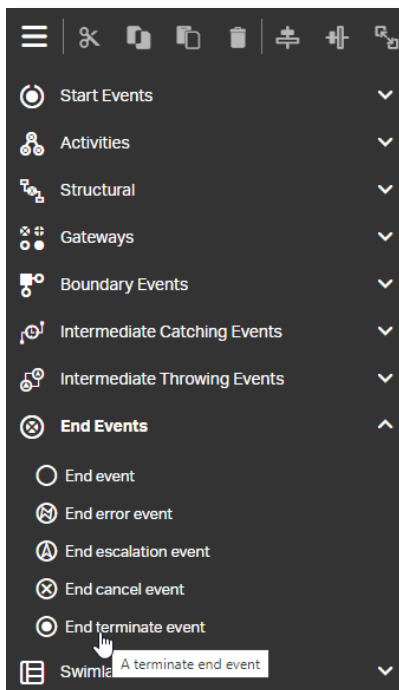 Start Events
Activities
Structural
Gateways
Boundary Events
Intermediate Catching Events
Intermediate Throwing Events
End Events
End event
End error event
End escalation event
End cancel event
End terminate event
A terminate end event